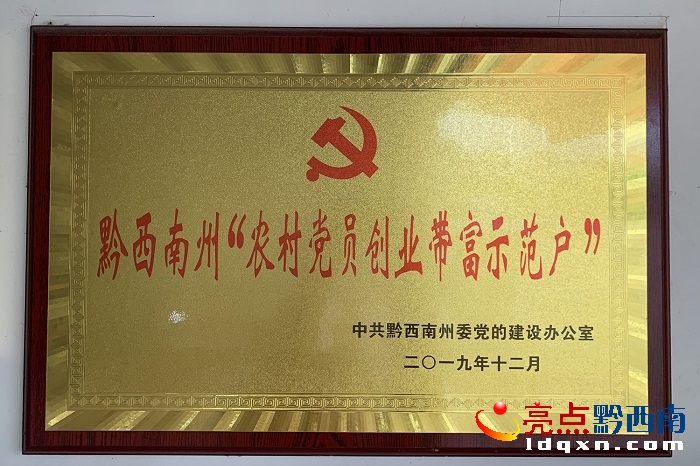 黔西南州“农村党员创业带富示范户”
中共黔西南州委党的建设办公室
二〇一九年十二月
亮点黔西南
ldqxn.com